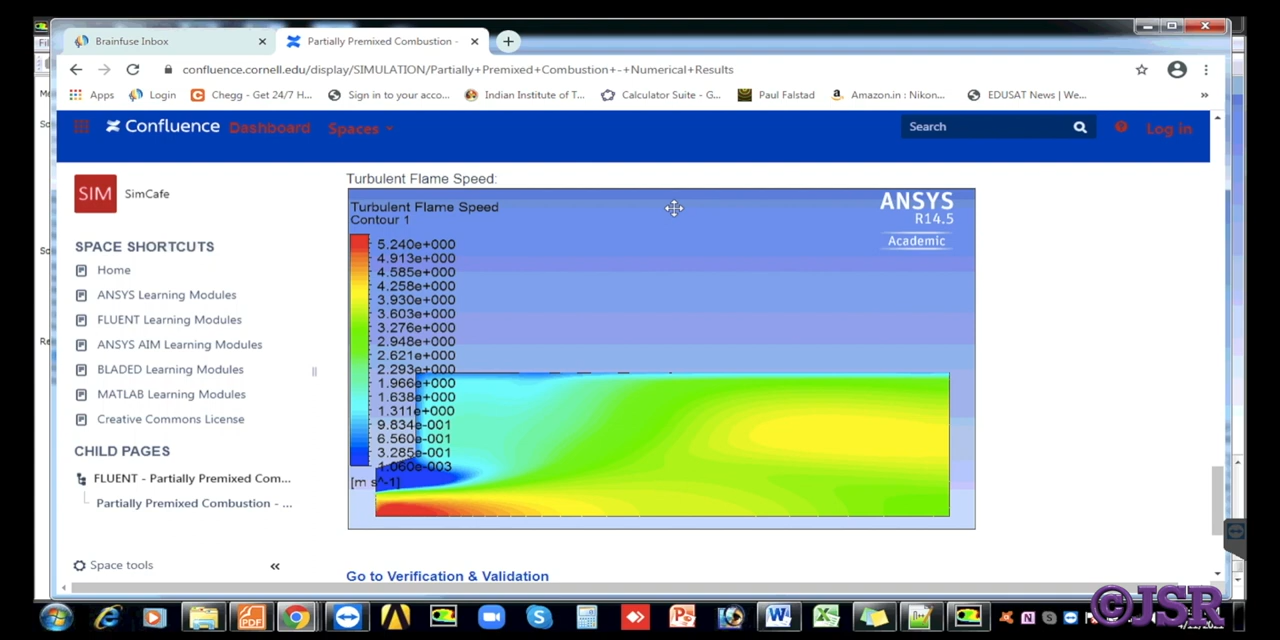 Brainfuse Inbox
Partially Premixed Combustion -
confluence.cornell.edu/display/SIMULATION/Partially+Premixed+Combustion+-+Numerical+Results
Apps Login Chegg - Get 24/7 H... Sign in to your acco... Indian Institute of T... Calculator Suite - G... Paul Falstad Amazon.in : Nikon... EDUSAT News | We... »
Confluence Dashboard Spaces Search Log in
SIM SimCafe
SPACE SHORTCUTS
Home
ANSYS Learning Modules
FLUENT Learning Modules
ANSYS AIM Learning Modules
BLADED Learning Modules
MATLAB Learning Modules
Creative Commons License
CHILD PAGES
FLUENT - Partially Premixed Com...
Partially Premixed Combustion - ...
Space tools «
Turbulent Flame Speed:
Turbulent Flame Speed
Contour 1
ANSYS
R14.5
Academic
5.240e+000
4.913e+000
4.585e+000
4.258e+000
3.930e+000
3.603e+000
3.276e+000
2.948e+000
2.621e+000
2.293e+000
1.966e+000
1.638e+000
1.311e+000
9.834e-001
6.560e-001
3.285e-001
1.060e-003
[m s^-1]
Go to Verification & Validation
©JSR